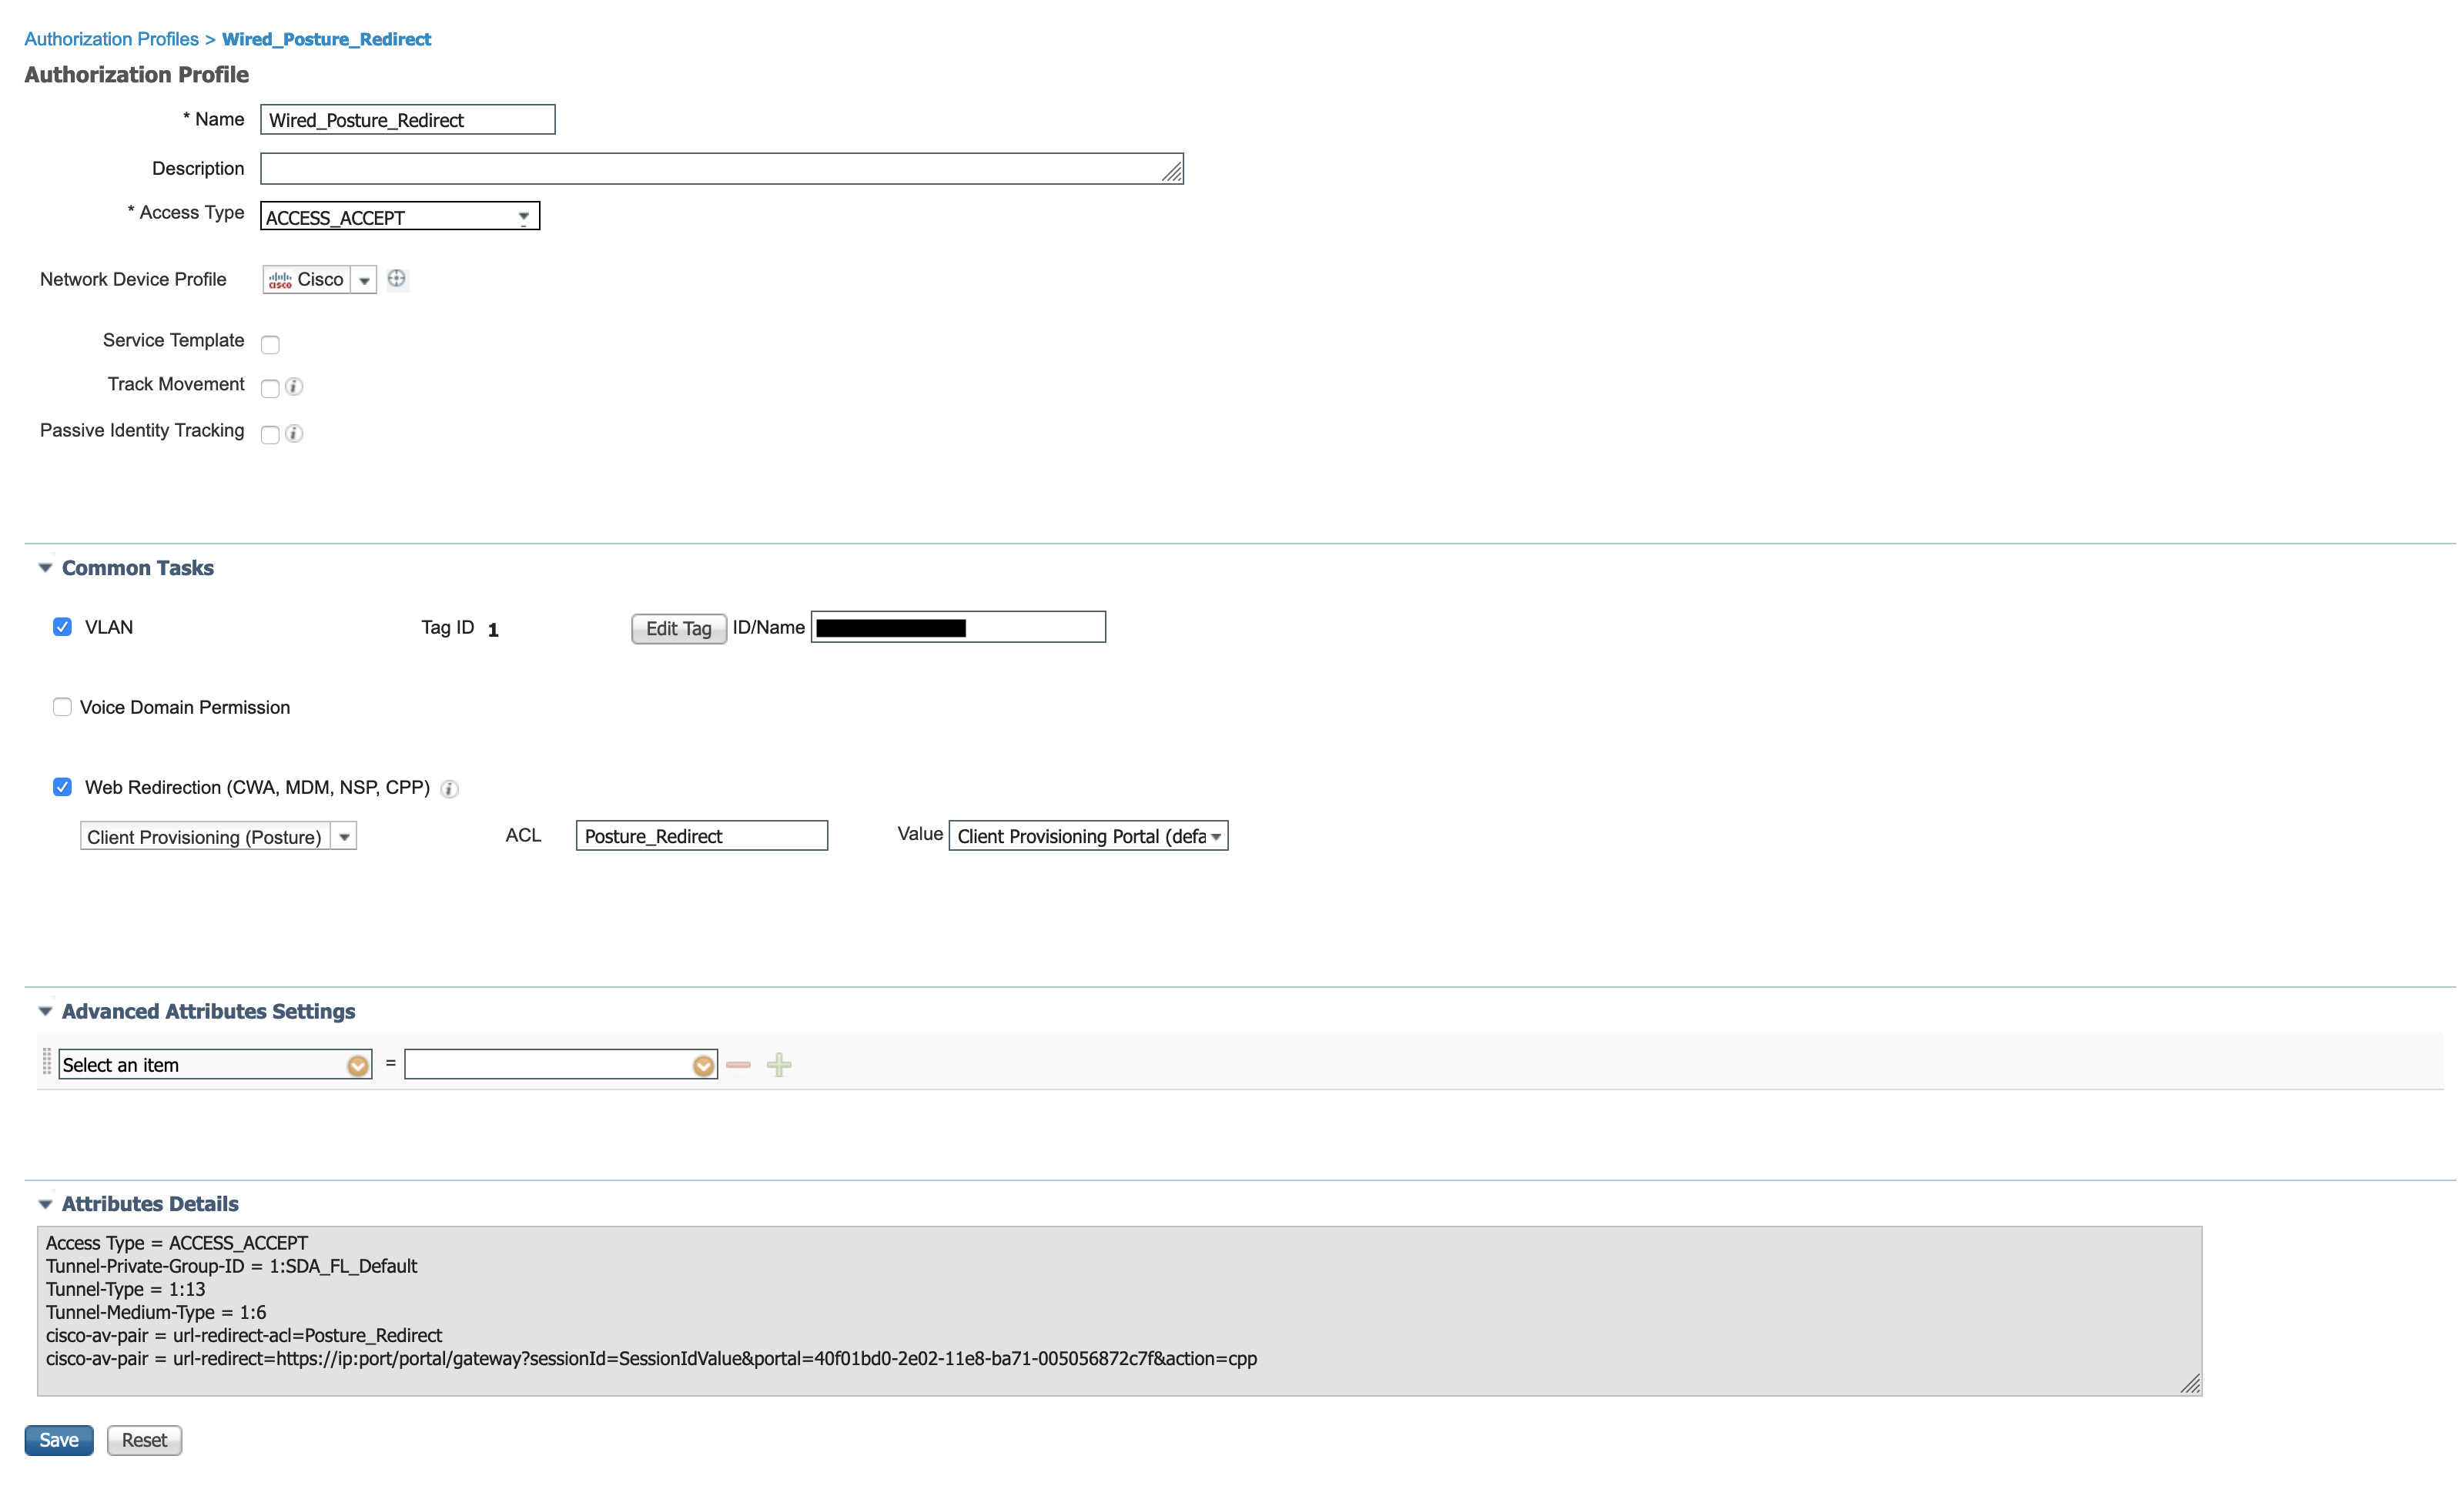 Authorization Profiles > Wired_Posture_Redirect
Authorization Profile
* Name Wired_Posture_Redirect
Description
* Access Type ACCESS_ACCEPT
Network Device Profile cisco Cisco
Service Template
Track Movement i
Passive Identity Tracking i
Common Tasks
VLAN Tag ID 1 Edit Tag ID/Name
Voice Domain Permission
Web Redirection (CWA, MDM, NSP, CPP) i
Client Provisioning (Posture) ACL Posture_Redirect Value Client Provisioning Portal (defa
Advanced Attributes Settings
Select an item =
Attributes Details
Access Type = ACCESS_ACCEPT
Tunnel-Private-Group-ID = 1:SDA_FL_Default
Tunnel-Type = 1:13
Tunnel-Medium-Type = 1:6
cisco-av-pair = url-redirect-acl=Posture_Redirect
cisco-av-pair = url-redirect=https://ip:port/portal/gateway?sessionId=SessionIdValue&portal=40f01bd0-2e02-11e8-ba71-005056872c7f&action=cpp
Save Reset